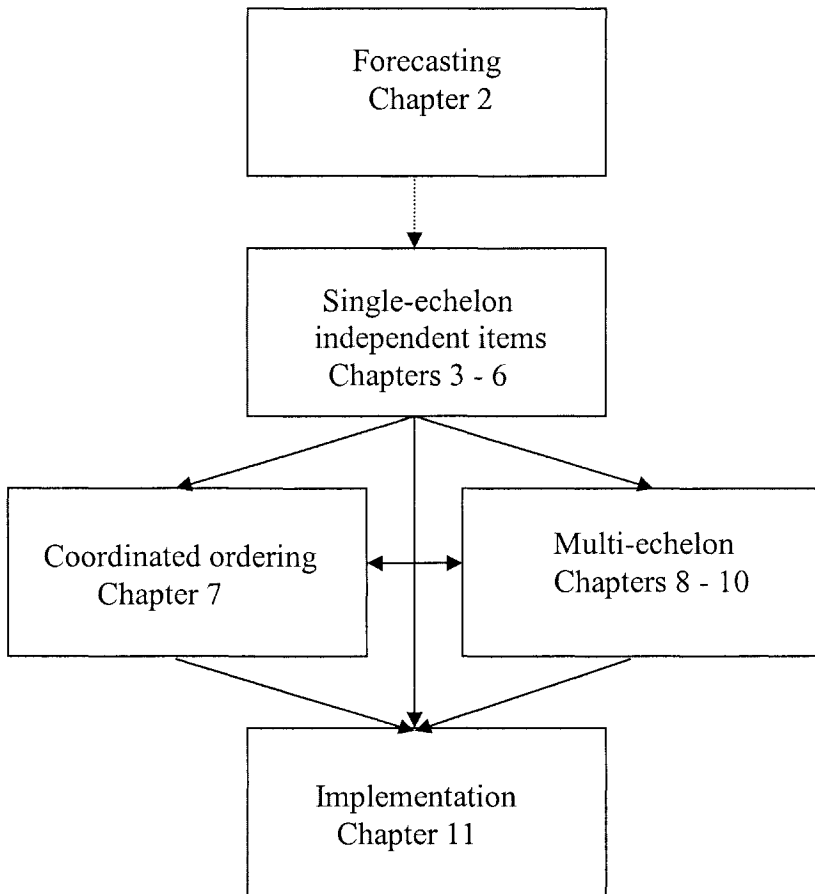 Forecasting
Chapter 2
Single-echelon
independent items
Chapters 3 - 6
Coordinated ordering
Chapter 7
Multi-echelon
Chapters 8 - 10
Implementation
Chapter 11